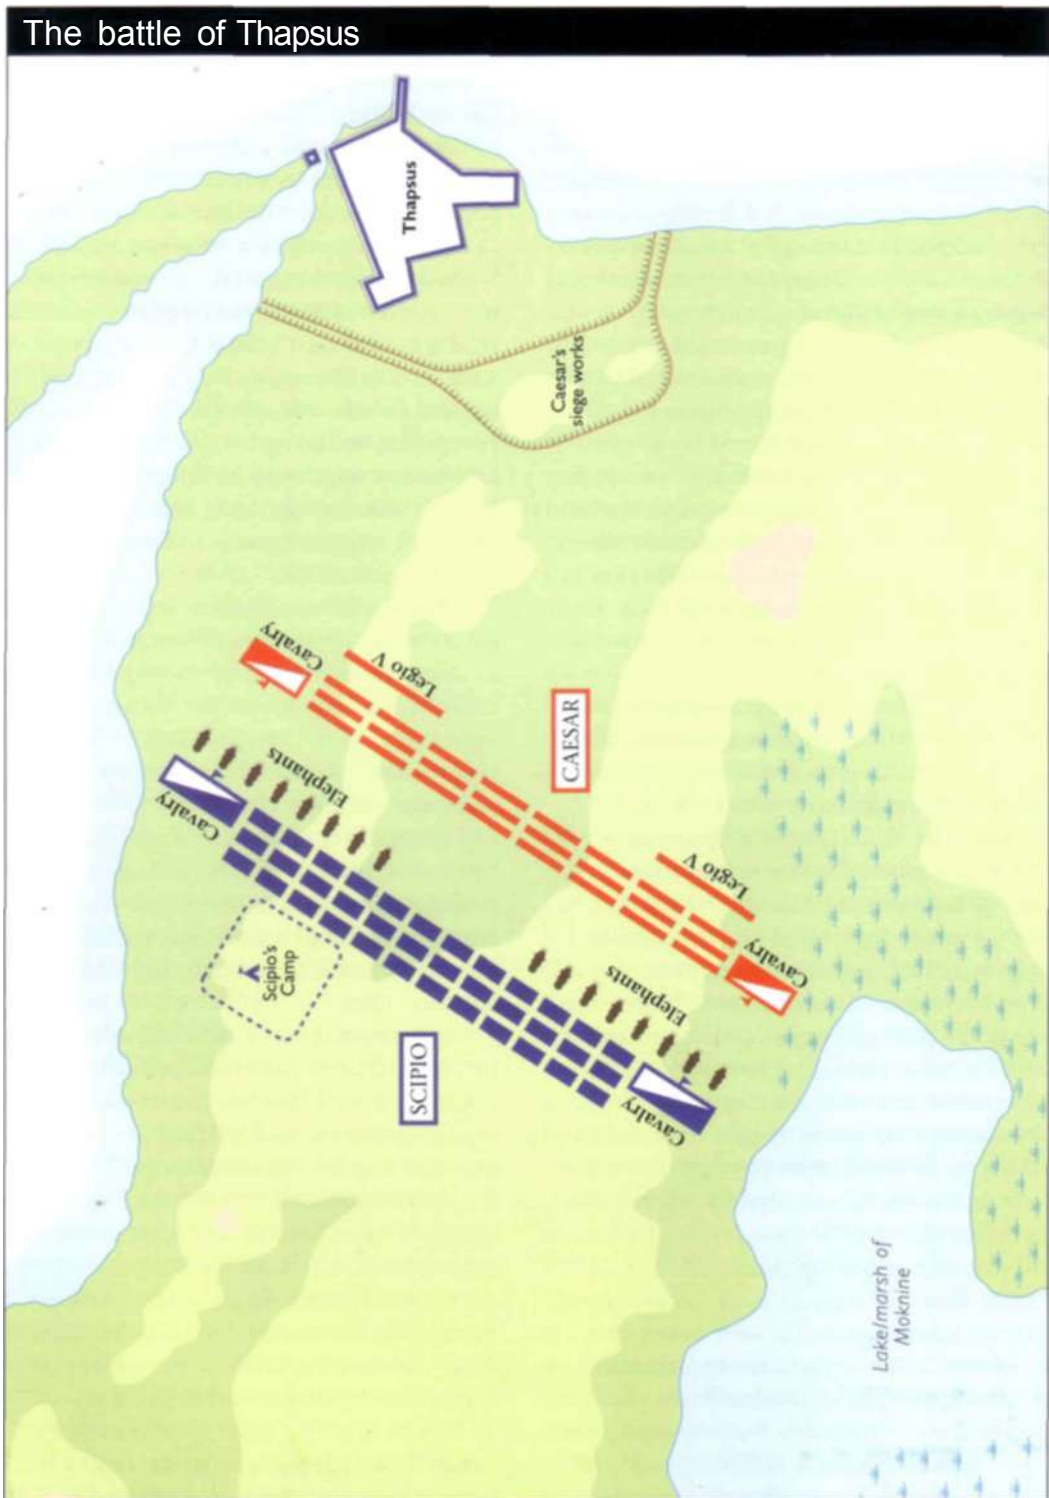 The battle of Thapsus
Thapsus
Caesar's
siege works
Cavalry
Legio V
Elephants
Cavalry
CAESAR
Scipio's
Camp
Legio V
Cavalry
Elephants
SCIPIO
Cavalry
Lake/marsh of
Moknine